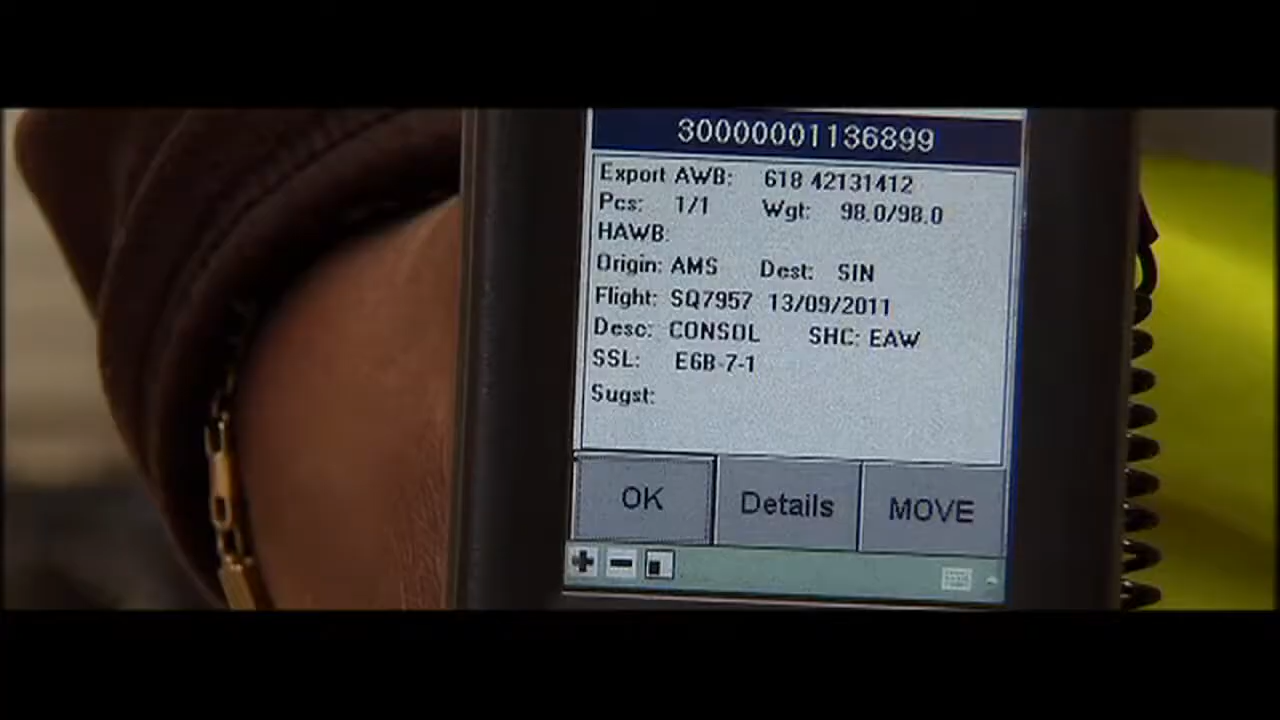 30000001136899
Export AWB: 618 42131412
Pcs: 1/1 Wgt: 98.0/98.0
HAWB:
Origin: AMS Dest: SIN
Flight: SQ7957 13/09/2011
Desc: CONSOL SHC: EAW
SSL: E6B-7-1
Sugst:
OK Details MOVE